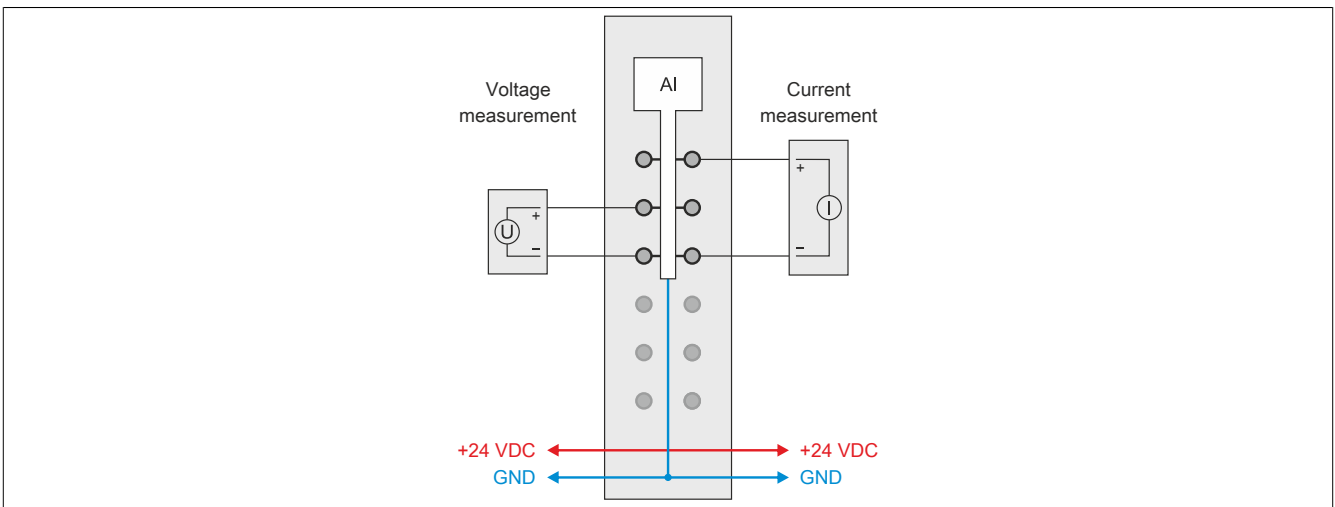 AI
Voltage
measurement
Current
measurement
+
+
U
I
−
−
+24 VDC
+24 VDC
GND
GND